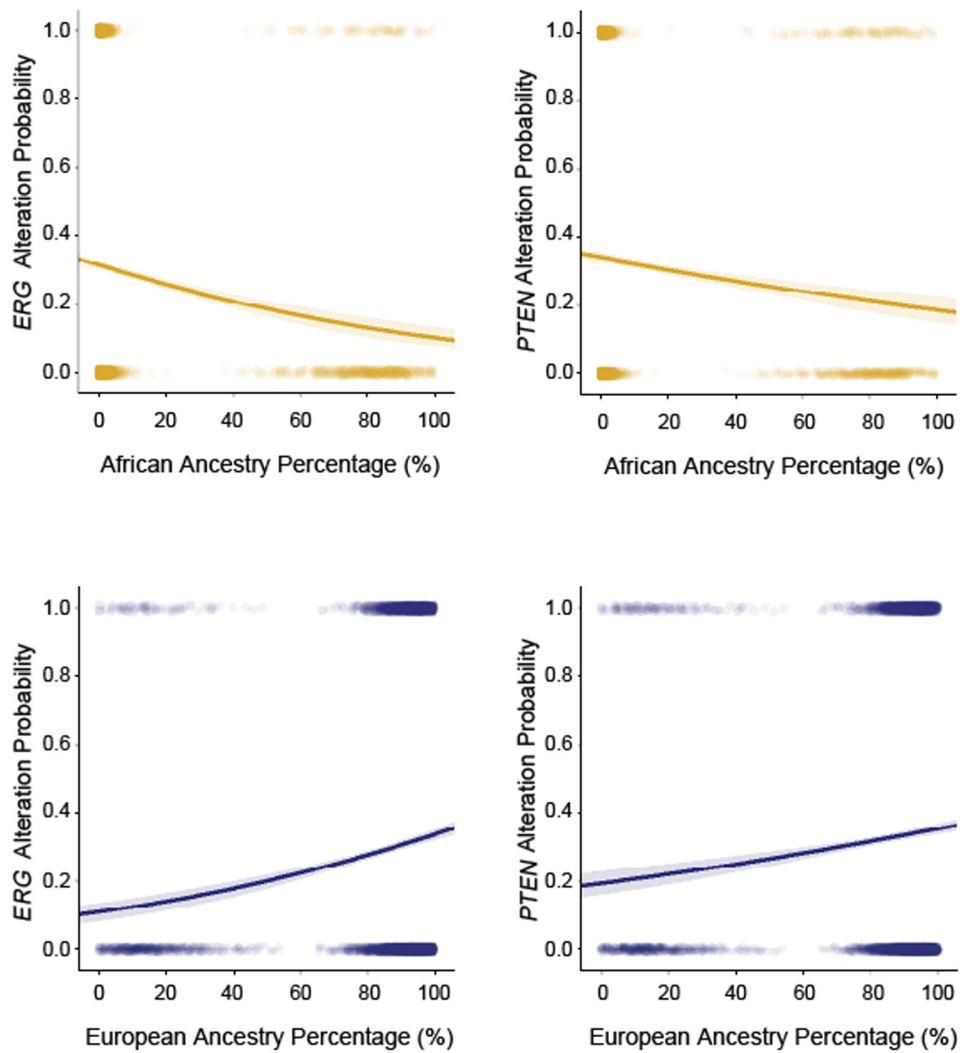 ERG Alteration Probability
1.0
0.8
0.6
0.4
0.2
0.0
0 20 40 60 80 100
African Ancestry Percentage (%)
PTEN Alteration Probability
1.0
0.8
0.6
0.4
0.2
0.0
0 20 40 60 80 100
African Ancestry Percentage (%)
ERG Alteration Probability
1.0
0.8
0.6
0.4
0.2
0.0
0 20 40 60 80 100
European Ancestry Percentage (%)
PTEN Alteration Probability
1.0
0.8
0.6
0.4
0.2
0.0
0 20 40 60 80 100
European Ancestry Percentage (%)